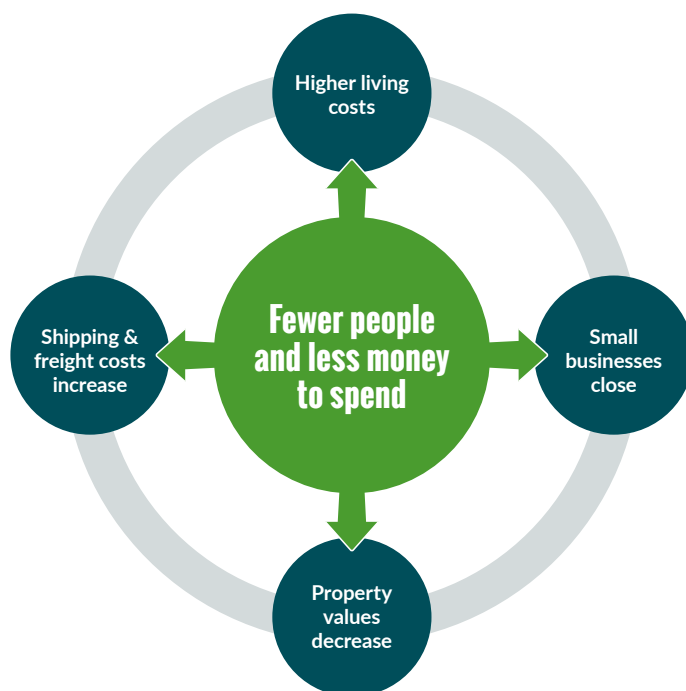 Higher living
costs
Shipping &
freight costs
increase
Fewer people
and less money
to spend
Small
businesses
close
Property
values
decrease